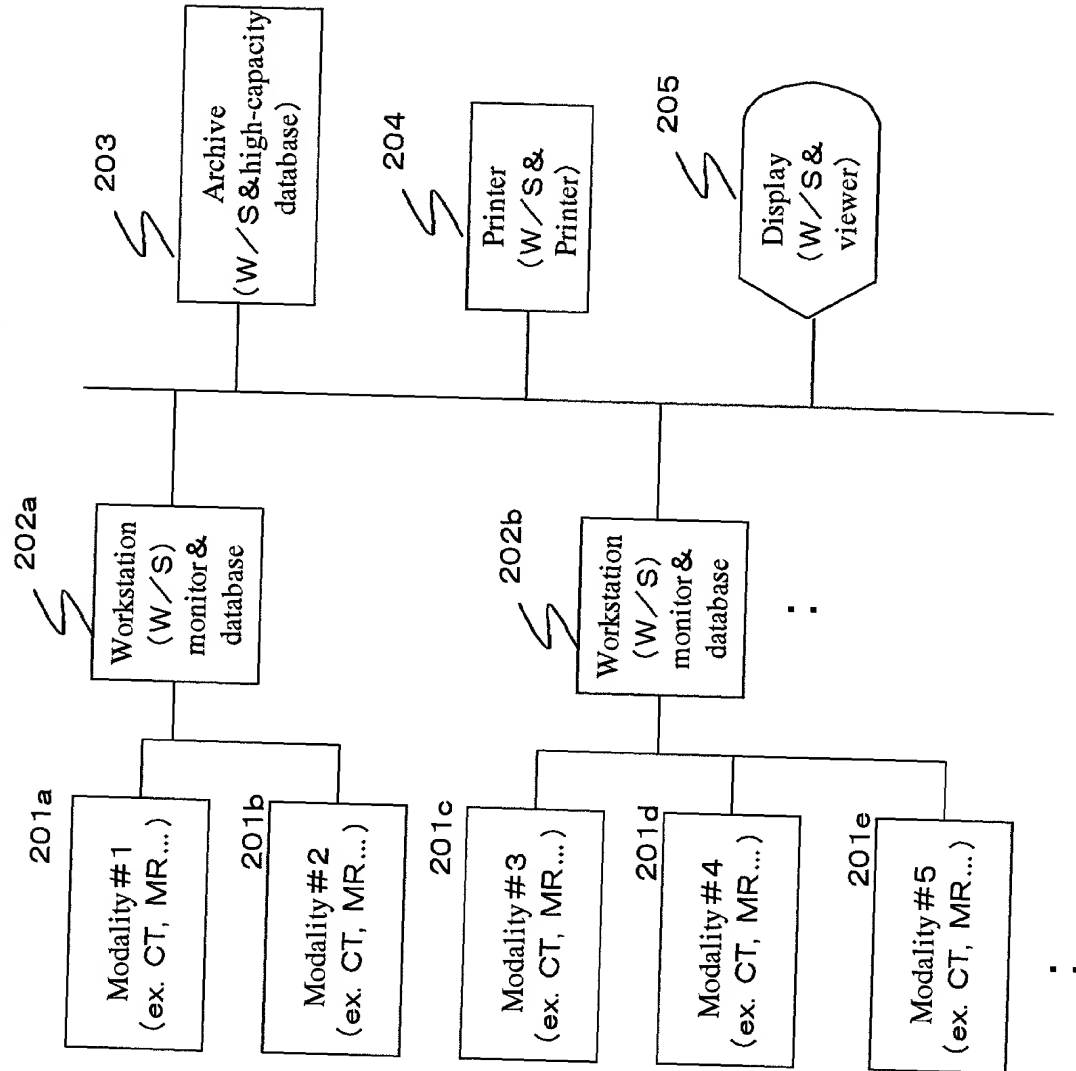 201a
Modality#1
(ex. CT, MR...)
201b
Modality#2
(ex. CT, MR...)
201c
Modality#3
(ex. CT, MR...)
201d
Modality#4
(ex. CT, MR...)
201e
Modality#5
(ex. CT, MR...)
:
202a
Workstation
(W/S)
monitor&
database
202b
Workstation
(W/S)
monitor&
database
:
203
Archive
(W/S&high-capacity
database)
204
Printer
(W/S&
Printer)
205
Display
(W/S&
viewer)